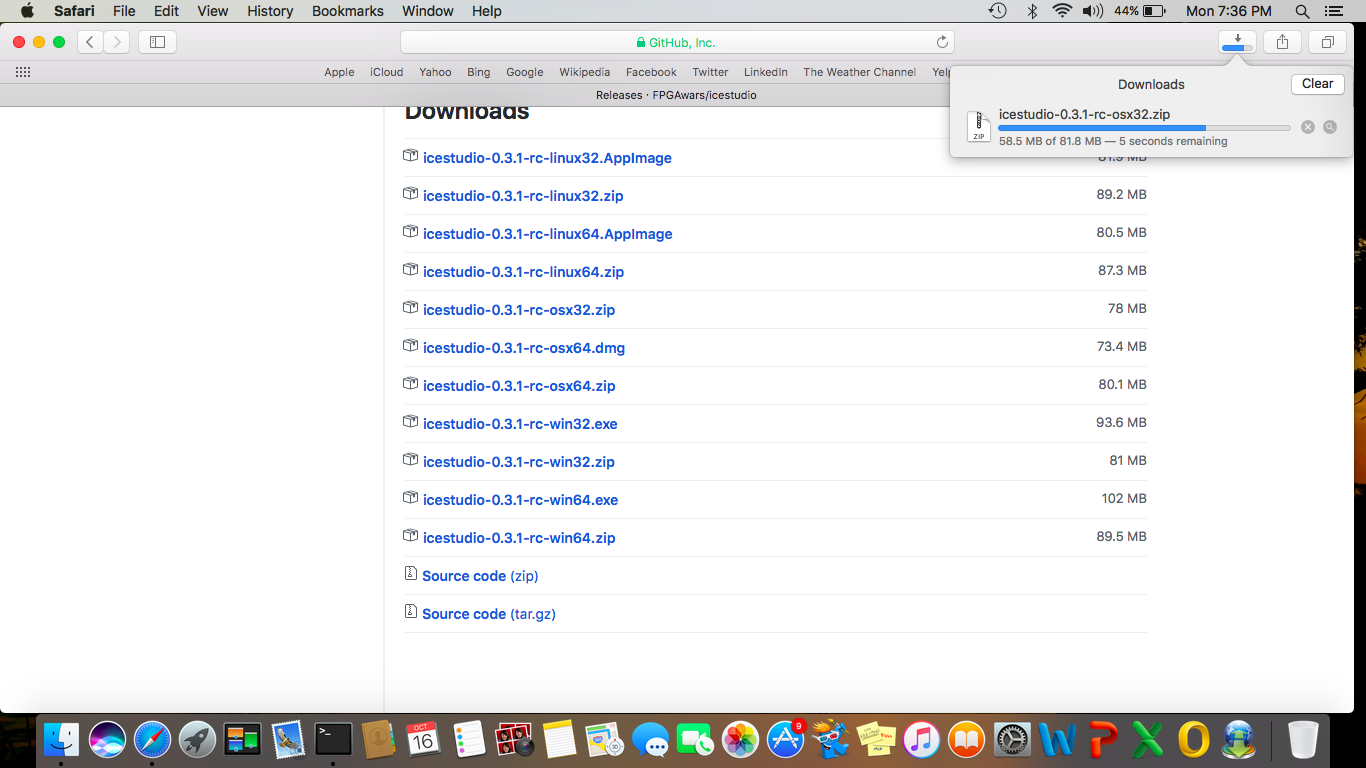 Safari File Edit View History Bookmarks Window Help 44% Mon 7:36 PM
GitHub, Inc.
Apple iCloud Yahoo Bing Google Wikipedia Facebook Twitter LinkedIn The Weather Channel Yelp
Releases · FPGAwars/icestudio
Downloads
Clear
icestudio-0.3.1-rc-osx32.zip
ZIP
58.5 MB of 81.8 MB — 5 seconds remaining
Downloads
icestudio-0.3.1-rc-linux32.AppImage 81.9 MB
icestudio-0.3.1-rc-linux32.zip 89.2 MB
icestudio-0.3.1-rc-linux64.AppImage 80.5 MB
icestudio-0.3.1-rc-linux64.zip 87.3 MB
icestudio-0.3.1-rc-osx32.zip 78 MB
icestudio-0.3.1-rc-osx64.dmg 73.4 MB
icestudio-0.3.1-rc-osx64.zip 80.1 MB
icestudio-0.3.1-rc-win32.exe 93.6 MB
icestudio-0.3.1-rc-win32.zip 81 MB
icestudio-0.3.1-rc-win64.exe 102 MB
icestudio-0.3.1-rc-win64.zip 89.5 MB
Source code (zip)
Source code (tar.gz)
>_
OCT
16
9
W P X O